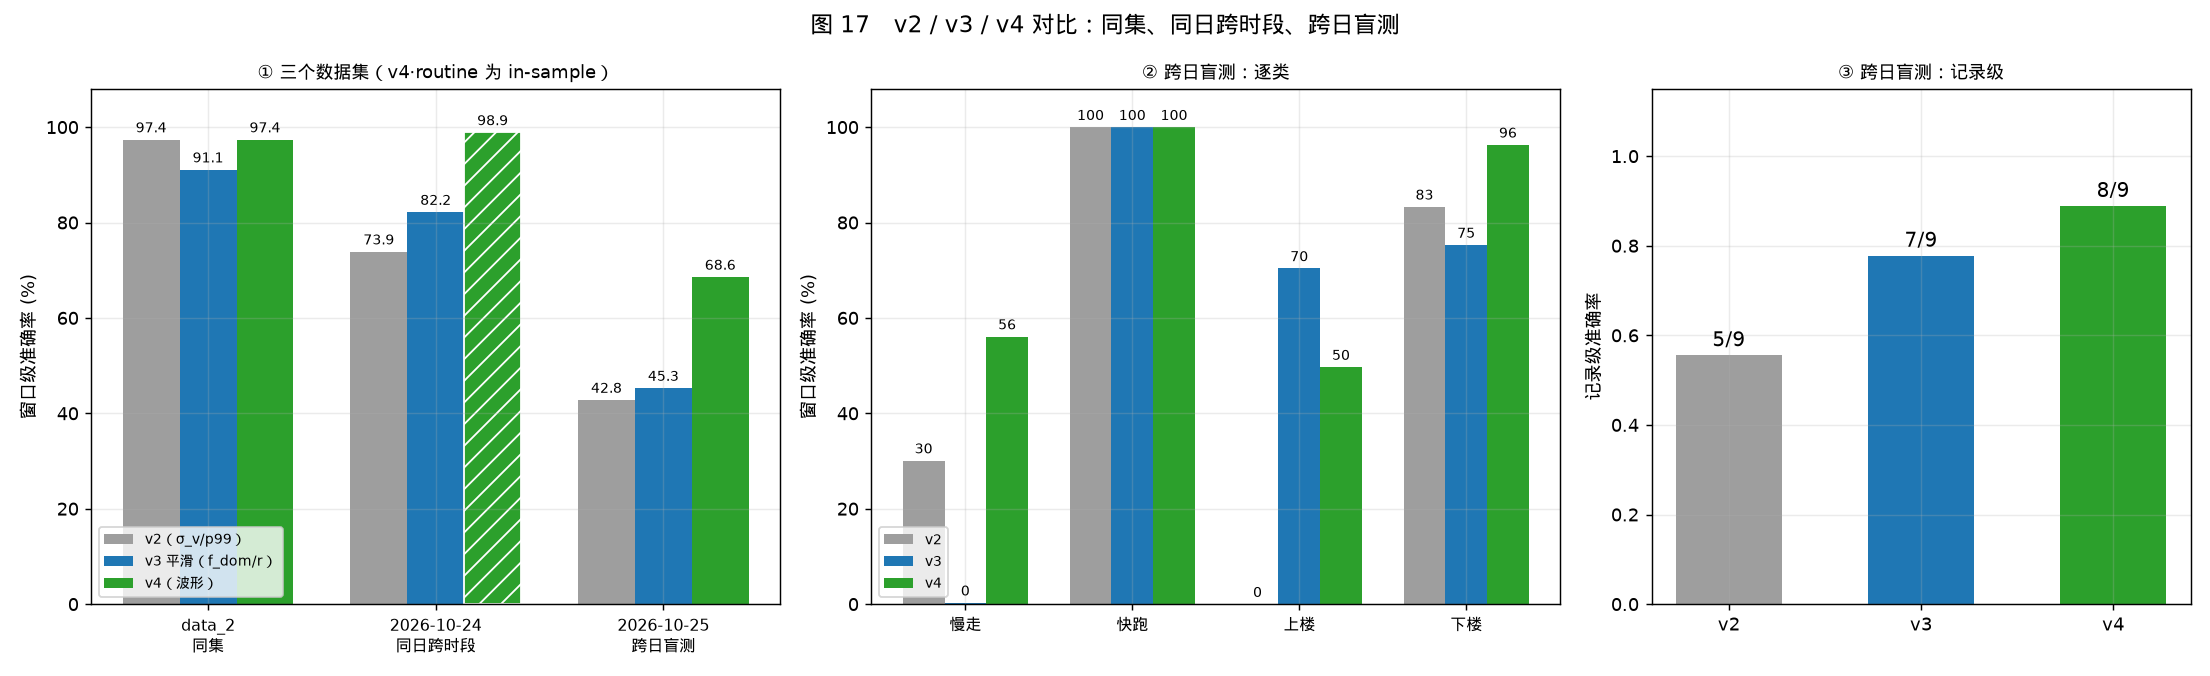 图 17　v2 / v3 / v4 对比：同集、同日跨时段、跨日盲测
① 三个数据集（v4·routine 为 in-sample）
窗口级准确率 (%)
100
80
60
40
20
0
97.4
91.1
97.4
73.9
82.2
98.9
42.8
45.3
68.6
v2（σ_v/p99）
v3 平滑（f_dom/r）
v4（波形）
data_2
同集
2026-10-24
同日跨时段
2026-10-25
跨日盲测
② 跨日盲测：逐类
窗口级准确率 (%)
100
80
60
40
20
0
30
0
56
100
100
100
0
70
50
83
75
96
v2
v3
v4
慢走
快跑
上楼
下楼
③ 跨日盲测：记录级
记录级准确率
1.0
0.8
0.6
0.4
0.2
0.0
5/9
7/9
8/9
v2
v3
v4